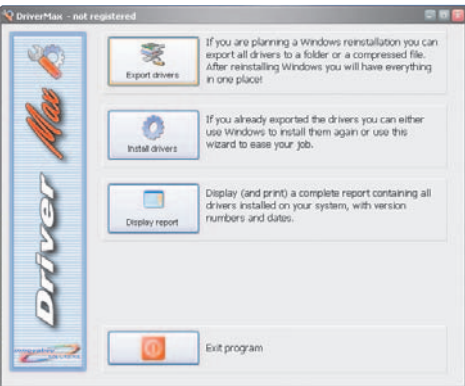 DriverMax - not registered
Driver Max
Export drivers
If you are planning a Windows reinstallation you can
export all drivers to a folder or a compressed file.
After reinstalling Windows you will have everything
in one place!
Install drivers
If you already exported the drivers you can either
use Windows to install them again or use this
wizard to ease your job.
Display report
Display (and print) a complete report containing all
drivers installed on your system, with version
numbers and dates.
Exit program